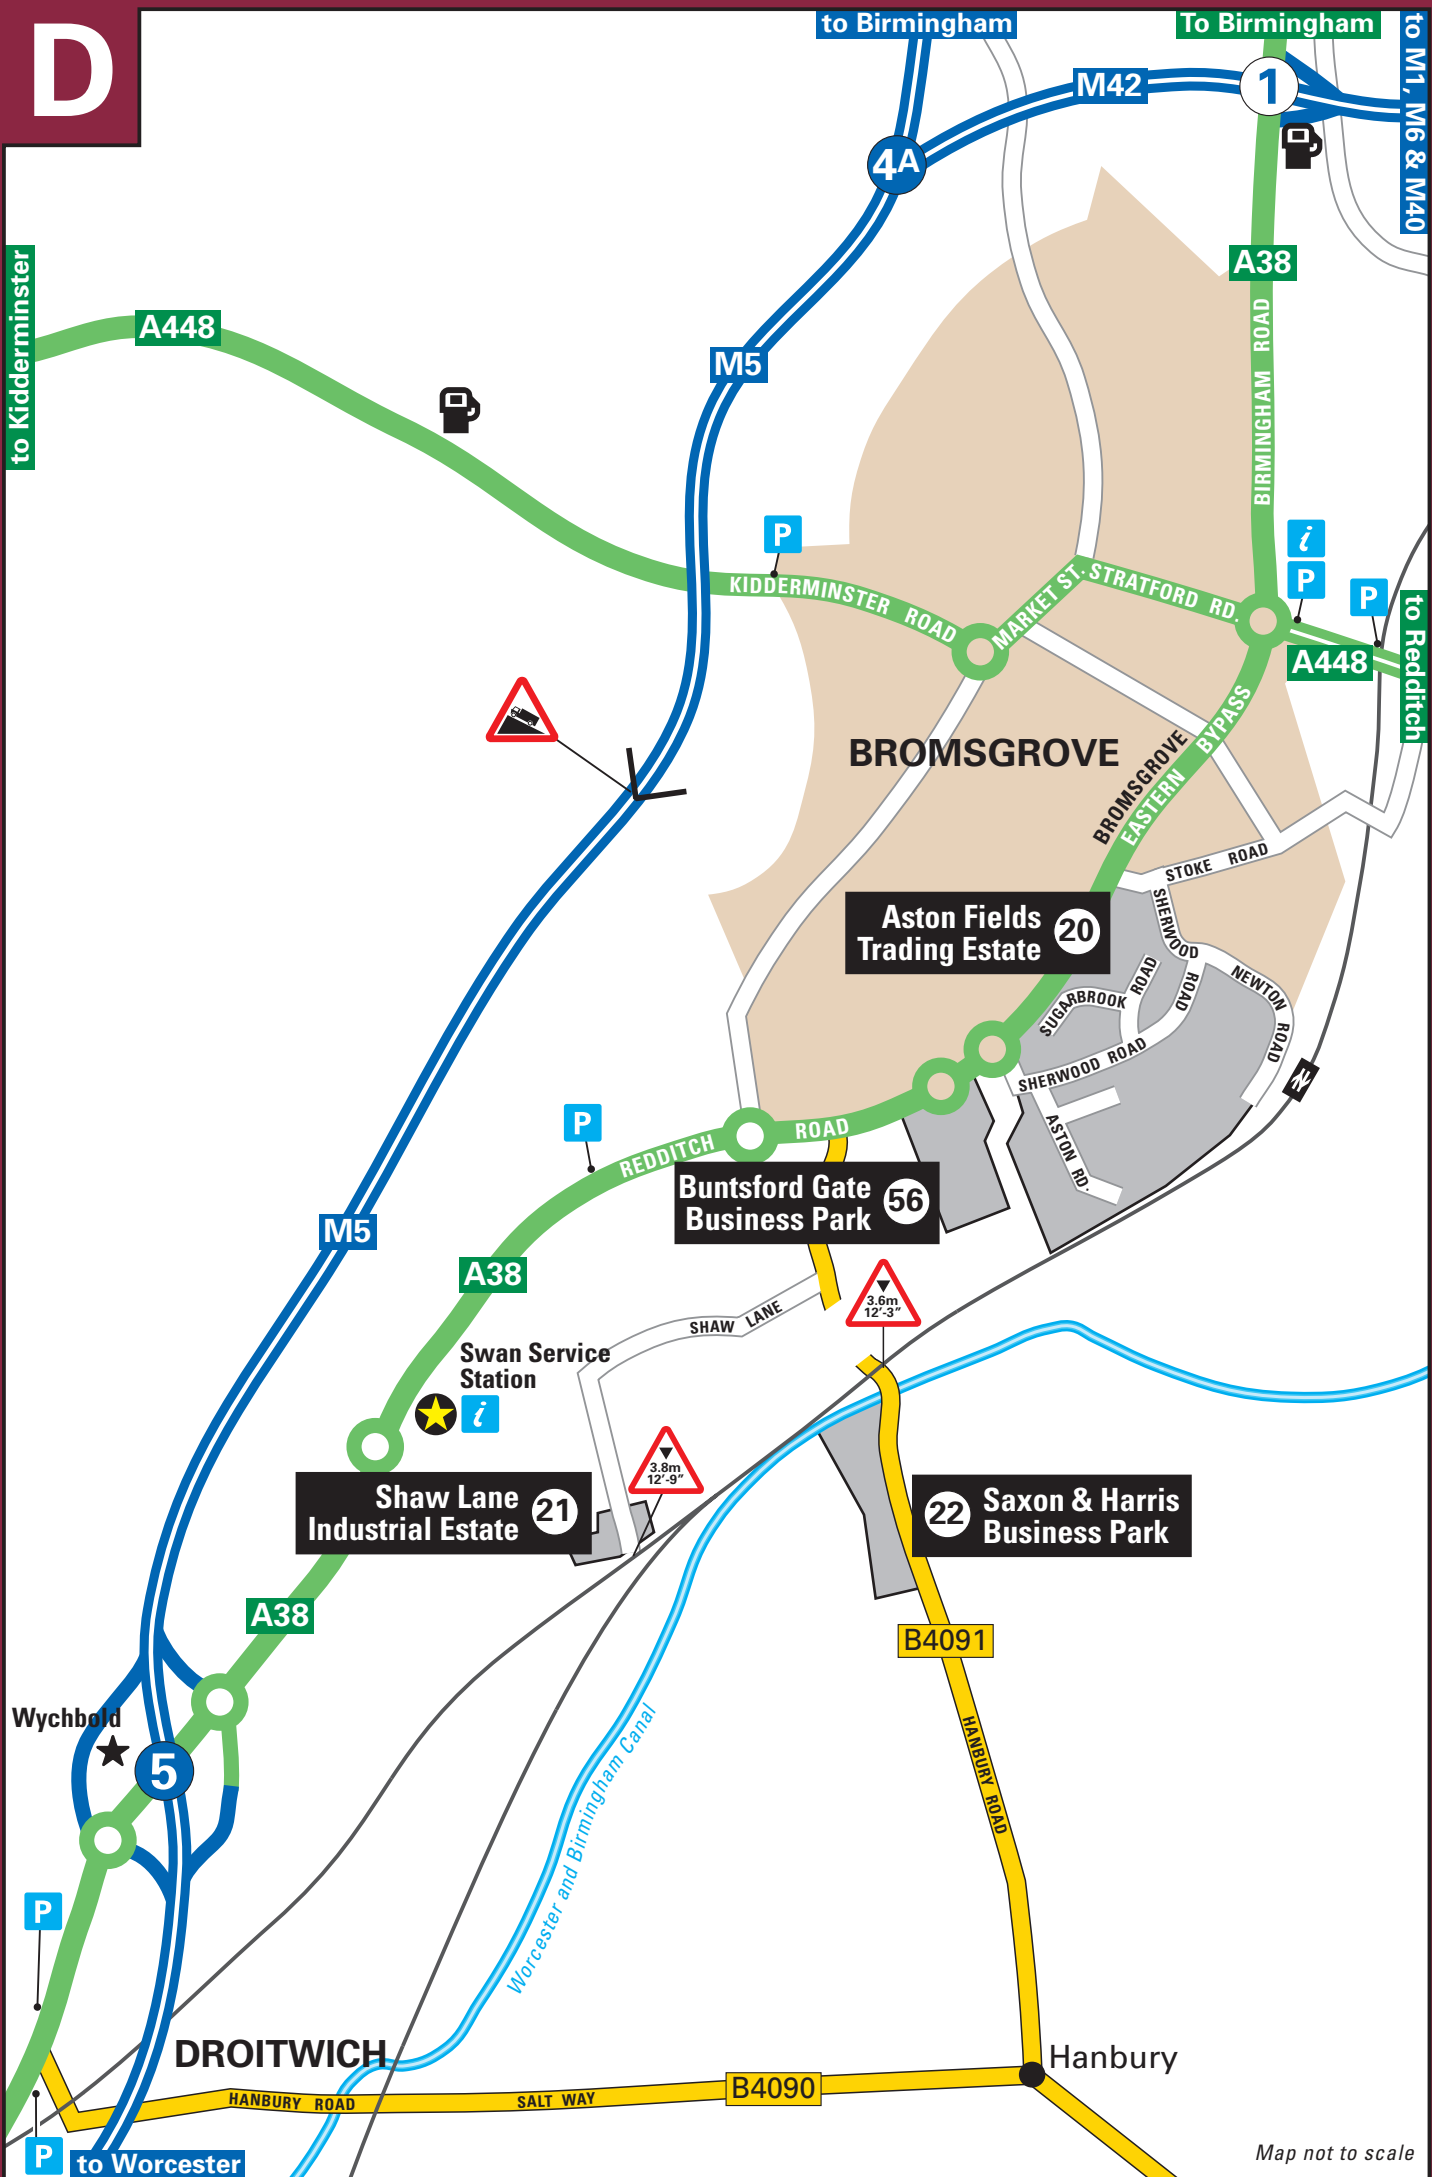 D
to Birmingham
To Birmingham
to M1, M6 & M40
M42
1
4A
A38
to Kidderminster
A448
M5
BIRMINGHAM ROAD
P
i
P
P
KIDDERMINSTER ROAD
MARKET ST.
STRATFORD RD.
A448
to Redditch
BROMSGROVE
BROMSGROVE
EASTERN BYPASS
STOKE ROAD
Aston Fields
Trading Estate
20
SHERWOOD ROAD
SUGARBROOK ROAD
NEWTON ROAD
SHERWOOD ROAD
ASTON RD.
P
REDDITCH ROAD
Buntsford Gate
Business Park
56
M5
A38
3.6m
12'-3"
SHAW LANE
Swan Service
Station
i
3.8m
12'-9"
Shaw Lane
Industrial Estate
21
22
Saxon & Harris
Business Park
A38
B4091
Wychbold
5
HANBURY ROAD
Worcester and Birmingham Canal
P
DROITWICH
Hanbury
HANBURY ROAD
SALT WAY
B4090
P
to Worcester
Map not to scale